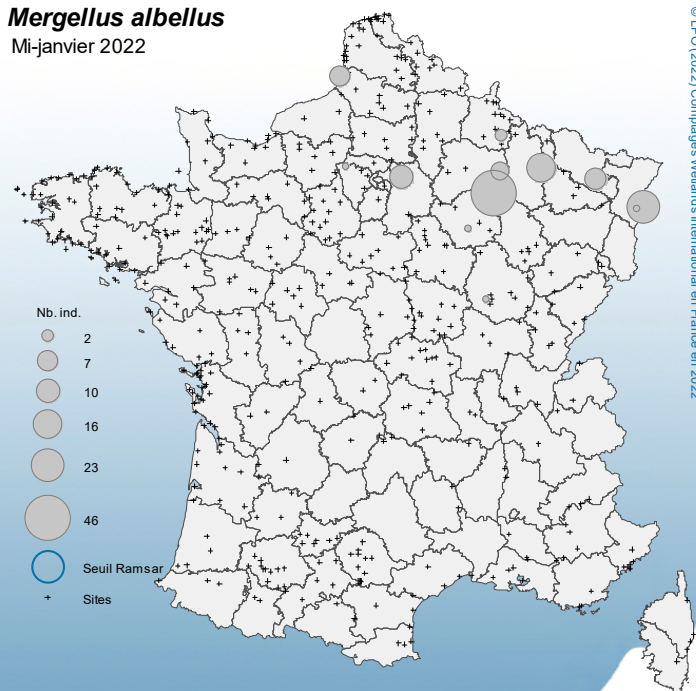 Mergellus albellus
Mi-janvier 2022
Nb. ind.
2
7
10
16
23
46
Seuil Ramsar
Sites